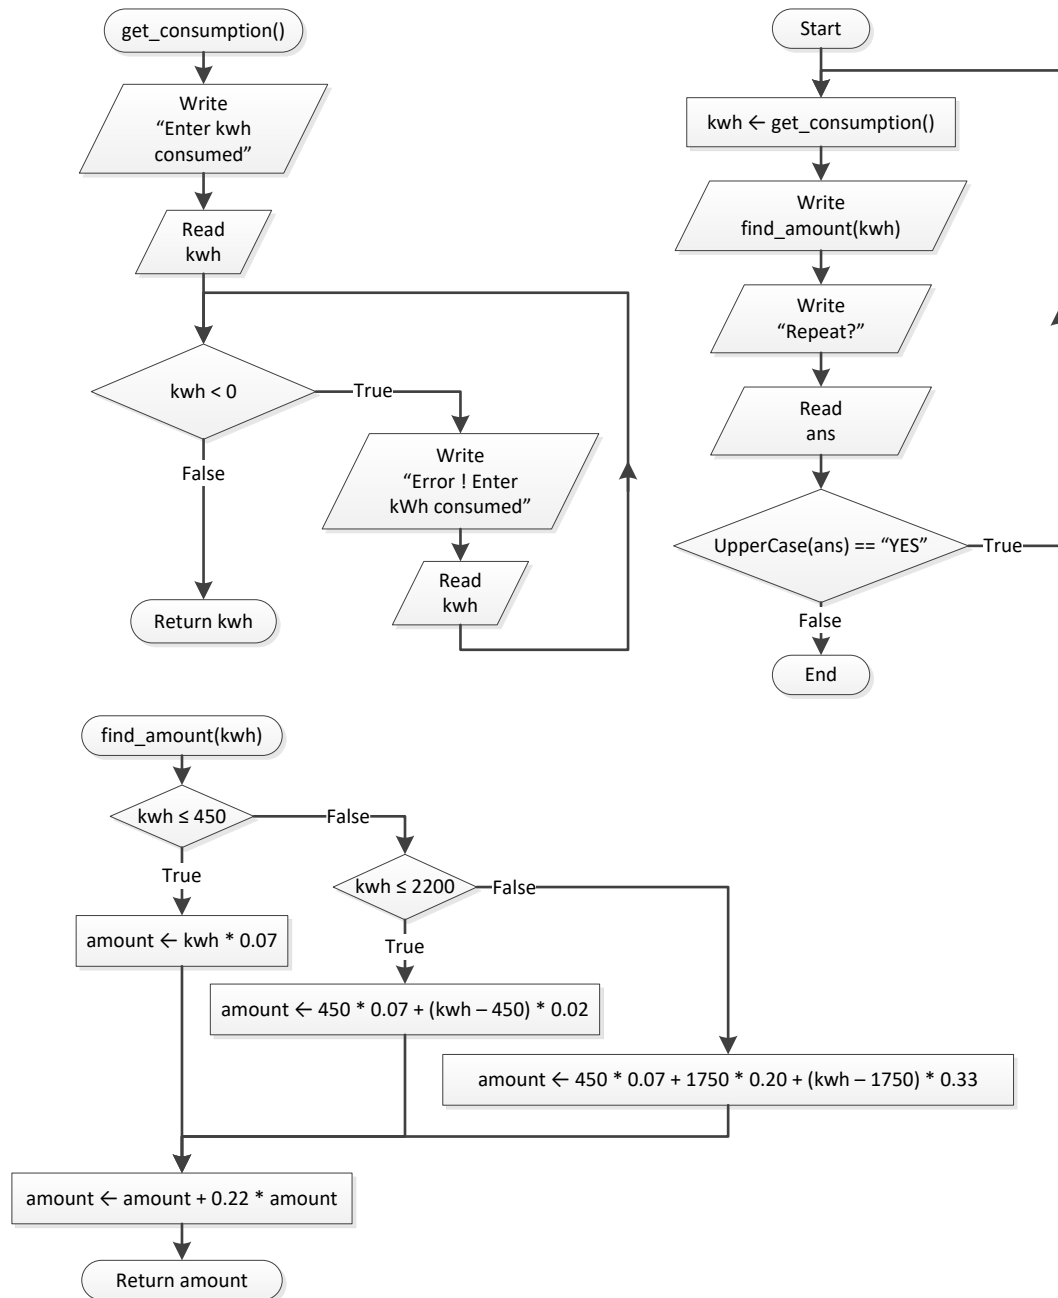 get_consumption()
Write
“Enter kwh
consumed”
Read
kwh
kwh < 0
True
False
Write
“Error ! Enter
kWh consumed”
Read
kwh
Return kwh
Start
kwh ← get_consumption()
Write
find_amount(kwh)
Write
“Repeat?”
Read
ans
UpperCase(ans) == “YES”
True
False
End
find_amount(kwh)
kwh ≤ 450
False
True
kwh ≤ 2200
False
True
amount ← kwh * 0.07
amount ← 450 * 0.07 + (kwh – 450) * 0.02
amount ← 450 * 0.07 + 1750 * 0.20 + (kwh – 1750) * 0.33
amount ← amount + 0.22 * amount
Return amount